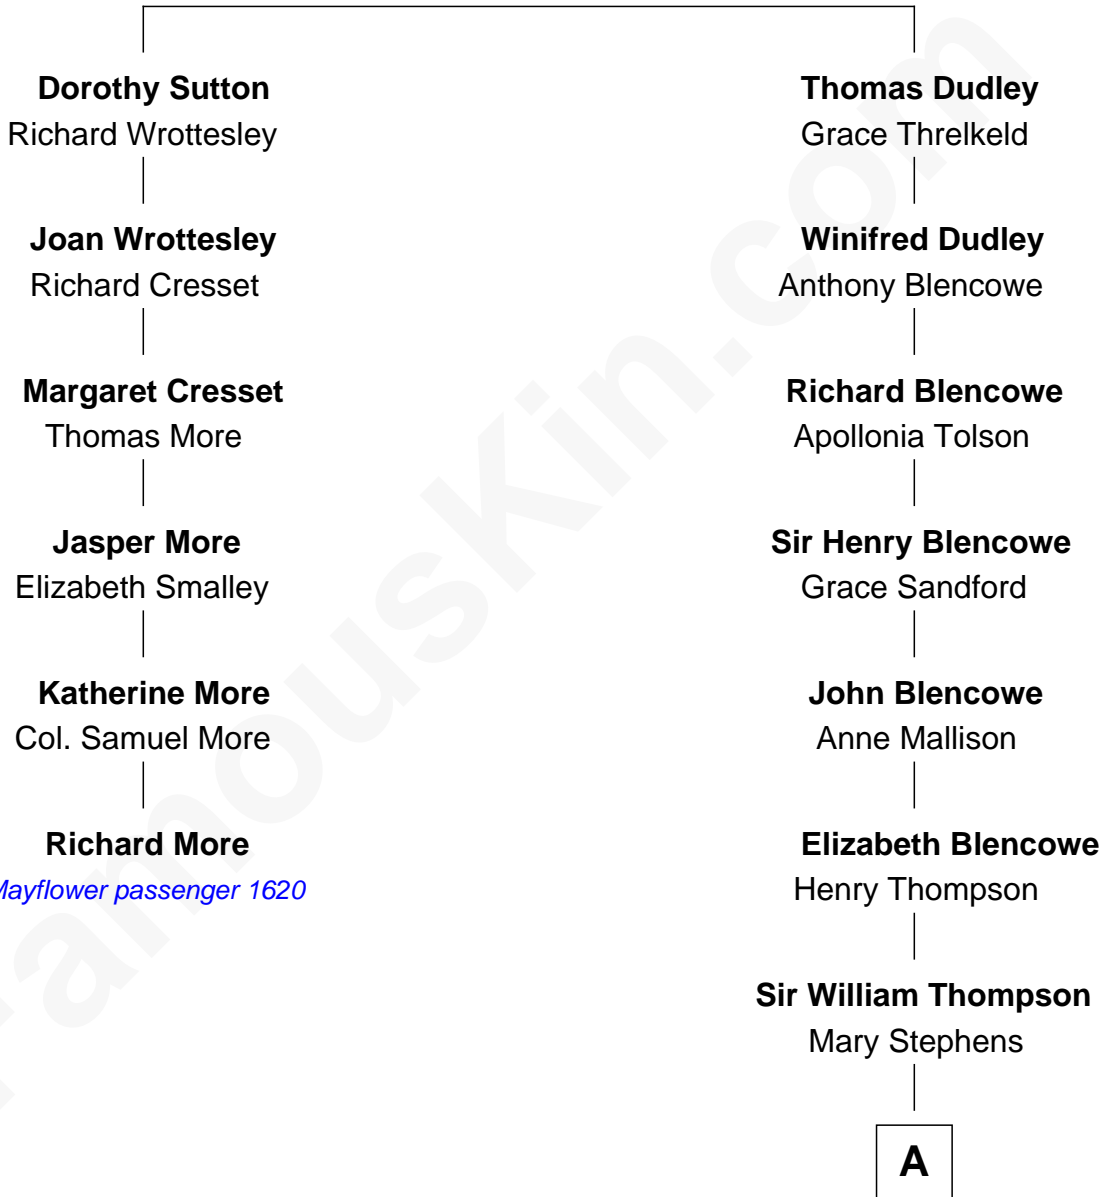 Dorothy Sutton
Richard Wrottesley
Joan Wrottesley
Richard Cresset
Margaret Cresset
Thomas More
Jasper More
Elizabeth Smalley
Katherine More
Col. Samuel More
Richard More
Mayflower passenger 1620
Thomas Dudley
Grace Threlkeld
Winifred Dudley
Anthony Blencowe
Richard Blencowe
Apollonia Tolson
Sir Henry Blencowe
Grace Sandford
John Blencowe
Anne Mallison
Elizabeth Blencowe
Henry Thompson
Sir William Thompson
Mary Stephens
A
FamousKin.com